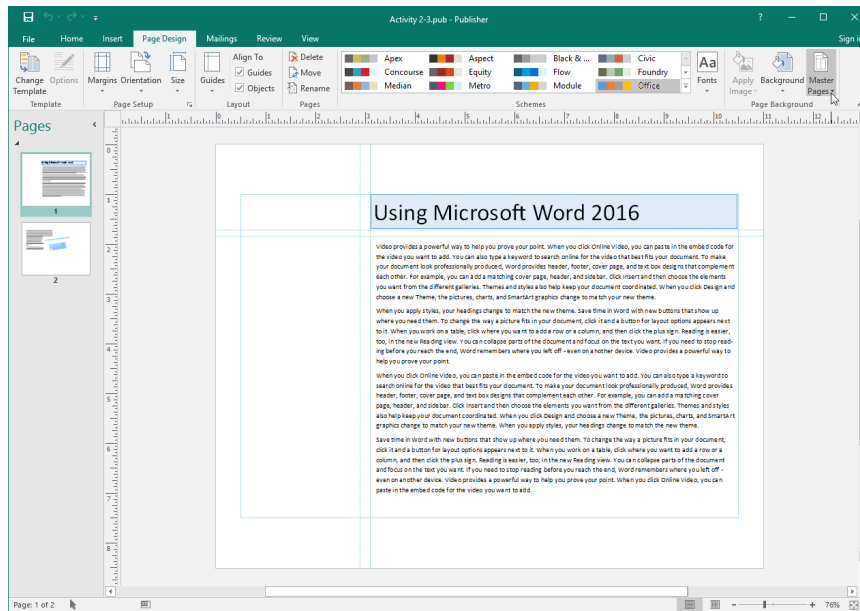 Activity 2-3.pub - Publisher
?
File Home Insert Page Design Mailings Review View Sign in
Change Template
Options
Margins
Orientation
Size
Guides
Align To
Guides
Objects
Delete
Move
Rename
Apex Aspect Black & ... Civic
Concourse Equity Flow Foundry
Median Metro Module Office
Aa
Fonts
Apply Image
Background
Master Pages
Template Page Setup Layout Pages Schemes Page Background
Pages
1
2
0 1 2 3 4 5 6 7 8 9 10 11 12
0
1
2
3
4
5
6
7
8
Using Microsoft Word 2016
Video provides a powerful way to help you prove your point. When you click Online Video, you can paste in the embed code for
the video you want to add. You can also type a keyword to search online for the video that best fits your document. To make
your document look professionally produced, Word provides header, footer, cover page, and text box designs that complement
each other. For example, you can add a matching cover page, header, and sidebar. Click Insert and then choose the elements
you want from the different galleries. Themes and styles also help keep your document coordinated. When you click Design and
choose a new Theme, the pictures, charts, and SmartArt graphics change to match your new theme.
When you apply styles, your headings change to match the new theme. Save time in Word with new buttons that show up
where you need them. To change the way a picture fits in your document, click it and a button for layout options appears next
to it. When you work on a table, click where you want to add a row or a column, and then click the plus sign. Reading is easier,
too, in the new Reading view. You can collapse parts of the document and focus on the text you want. If you need to stop read-
ing before you reach the end, Word remembers where you left off - even on another device. Video provides a powerful way to
help you prove your point.
When you click Online Video, you can paste in the embed code for the video you want to add. You can also type a keyword to
search online for the video that best fits your document. To make your document look professionally produced, Word provides
header, footer, cover page, and text box designs that complement each other. For example, you can add a matching cover
page, header, and sidebar. Click Insert and then choose the elements you want from the different galleries. Themes and styles
also help keep your document coordinated. When you click Design and choose a new Theme, the pictures, charts, and SmartArt
graphics change to match your new theme. When you apply styles, your headings change to match the new theme.
Save time in Word with new buttons that show up where you need them. To change the way a picture fits in your document,
click it and a button for layout options appears next to it. When you work on a table, click where you want to add a row or a
column, and then click the plus sign. Reading is easier, too, in the new Reading view. You can collapse parts of the document
and focus on the text you want. If you need to stop reading before you reach the end, Word remembers where you left off -
even on another device. Video provides a powerful way to help you prove your point. When you click Online Video, you can
paste in the embed code for the video you want to add.
Page: 1 of 2
76%